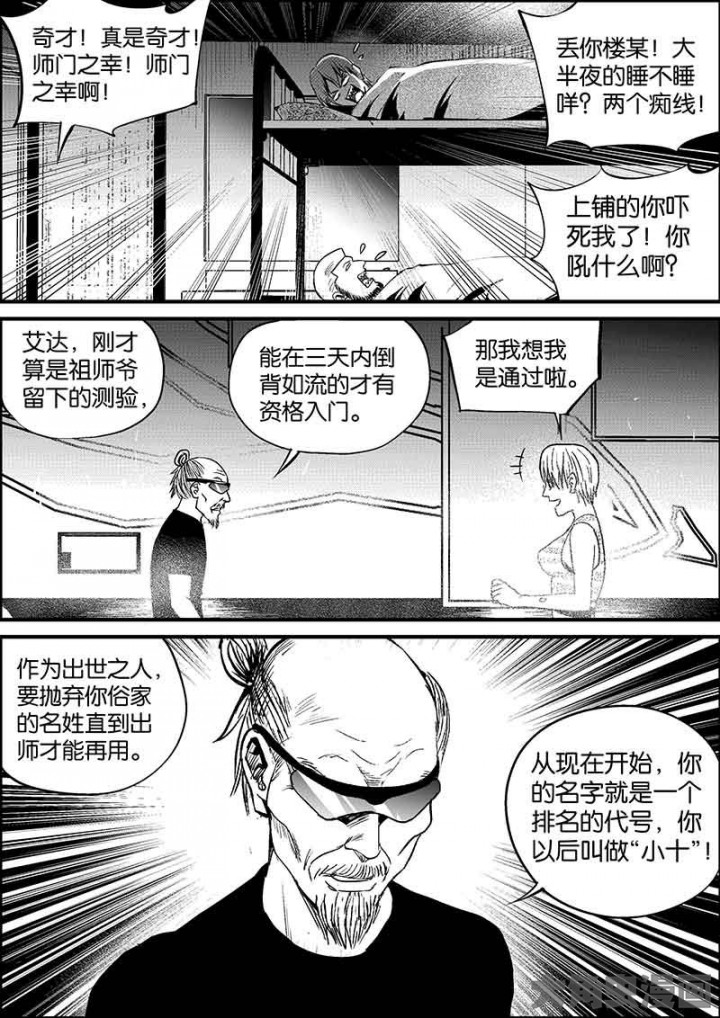 奇才！真是奇才！
师门之幸！师门
之幸啊！
丢你楼某！大
半夜的睡不睡
咩？两个痴线！
上铺的你吓
死我了！你
吼什么啊？
艾达，刚才
算是祖师爷
留下的测验，
能在三天内倒
背如流的才有
资格入门。
那我想我
是通过啦。
作为出世之人，
要抛弃你俗家
的名姓直到出
师才能再用。
从现在开始，你
的名字就是一个
排名的代号，你
以后叫做“小十”！